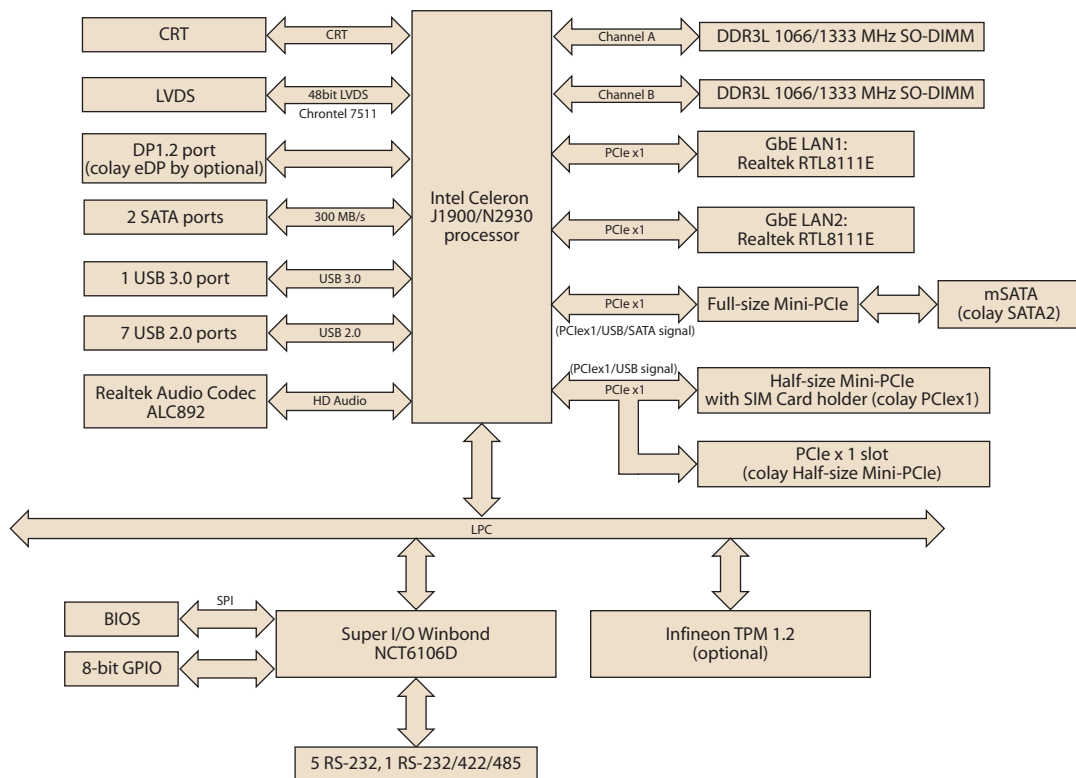 CRT
CRT
LVDS
48bit LVDS
Chrontel 7511
DP1.2 port
(colay eDP by optional)
2 SATA ports
300 MB/s
1 USB 3.0 port
USB 3.0
7 USB 2.0 ports
USB 2.0
Realtek Audio Codec
ALC892
HD Audio
Intel Celeron
J1900/N2930
processor
Channel A
DDR3L 1066/1333 MHz SO-DIMM
Channel B
DDR3L 1066/1333 MHz SO-DIMM
PCIe x1
GbE LAN1:
Realtek RTL8111E
PCIe x1
GbE LAN2:
Realtek RTL8111E
PCIe x1
(PCIex1/USB/SATA signal)
Full-size Mini-PCIe
mSATA
(colay SATA2)
(PCIex1/USB signal)
PCIe x1
Half-size Mini-PCIe
with SIM Card holder (colay PCIex1)
PCIe x 1 slot
(colay Half-size Mini-PCIe)
LPC
BIOS
SPI
8-bit GPIO
Super I/O Winbond
NCT6106D
Infineon TPM 1.2
(optional)
5 RS-232, 1 RS-232/422/485